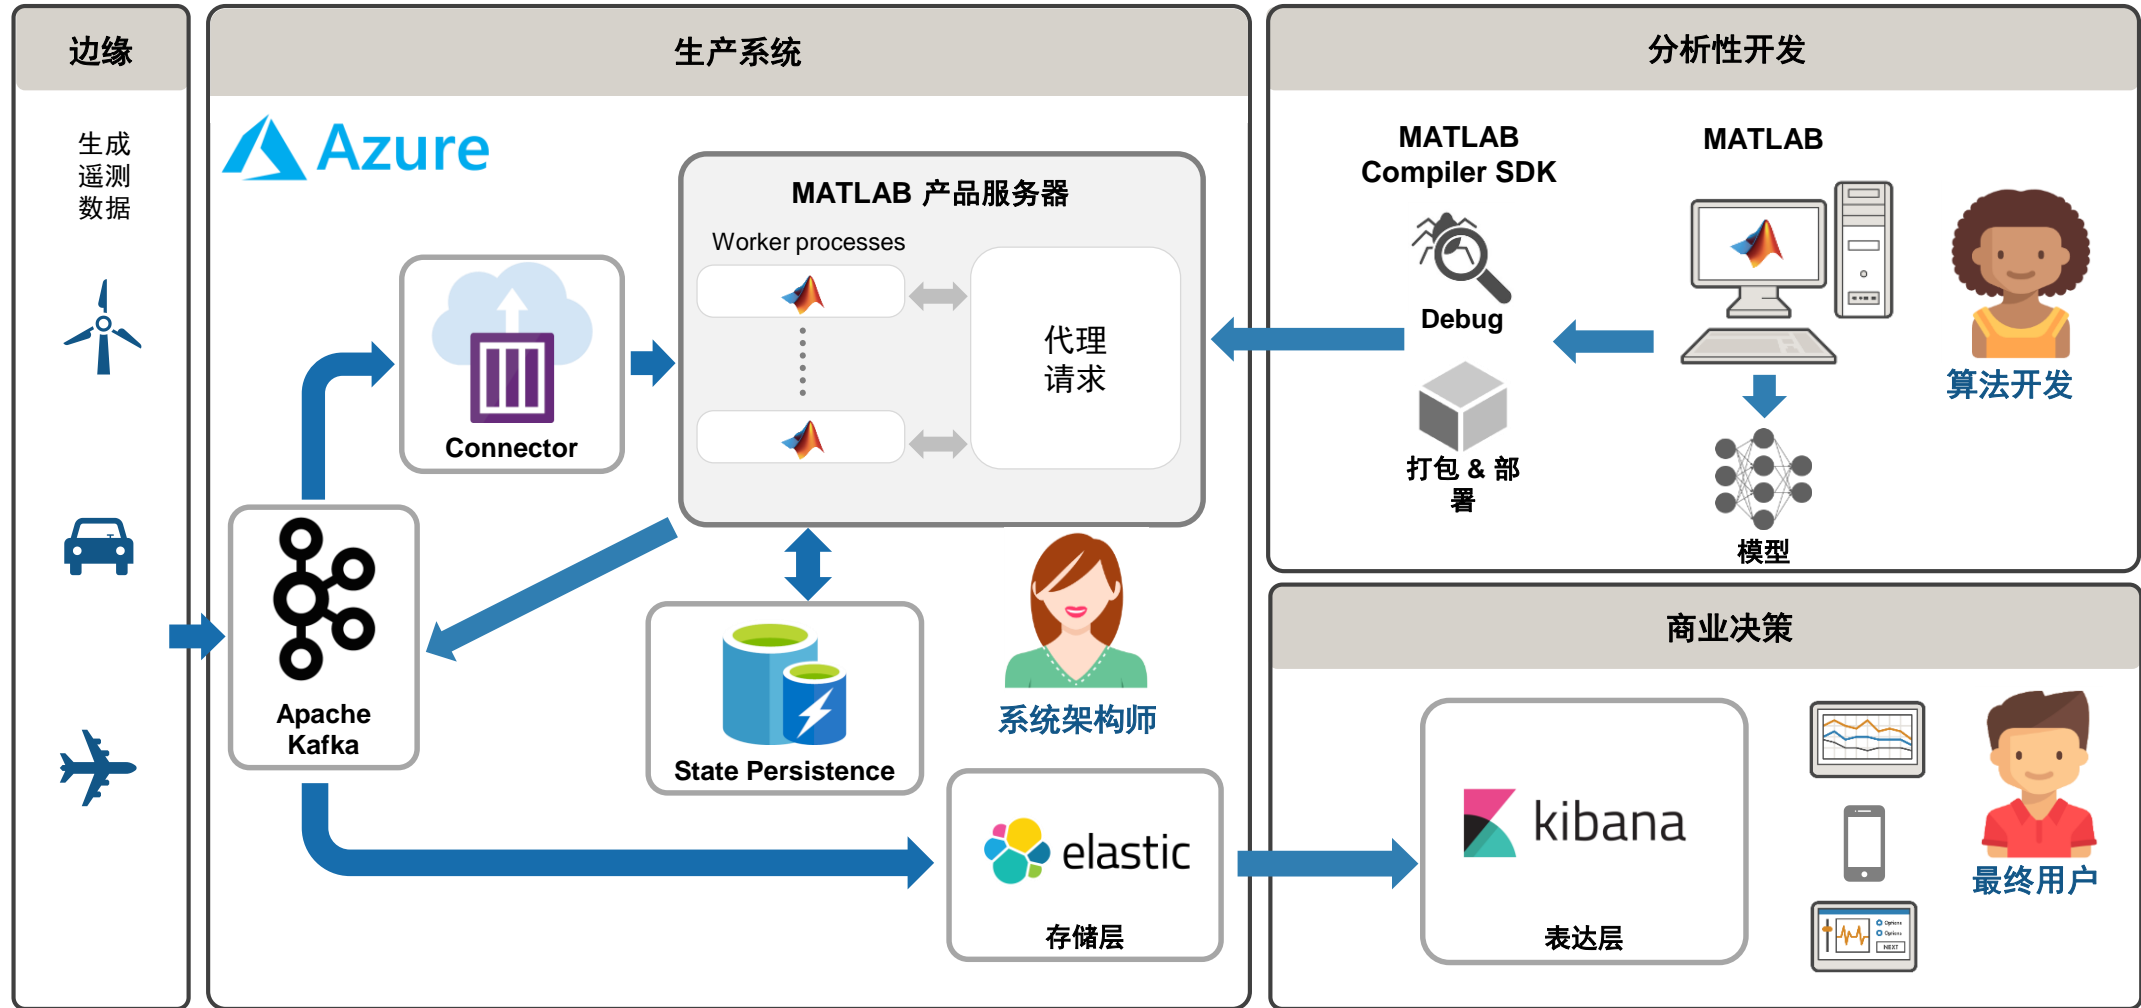 边缘
生成
遥测
数据
生产系统
Azure
MATLAB 产品服务器
Worker processes
代理
请求
Connector
Apache
Kafka
State Persistence
系统架构师
elastic
存储层
分析性开发
MATLAB
Compiler SDK
Debug
打包 & 部
署
MATLAB
模型
算法开发
商业决策
kibana
表达层
Options
Options
NEXT
最终用户